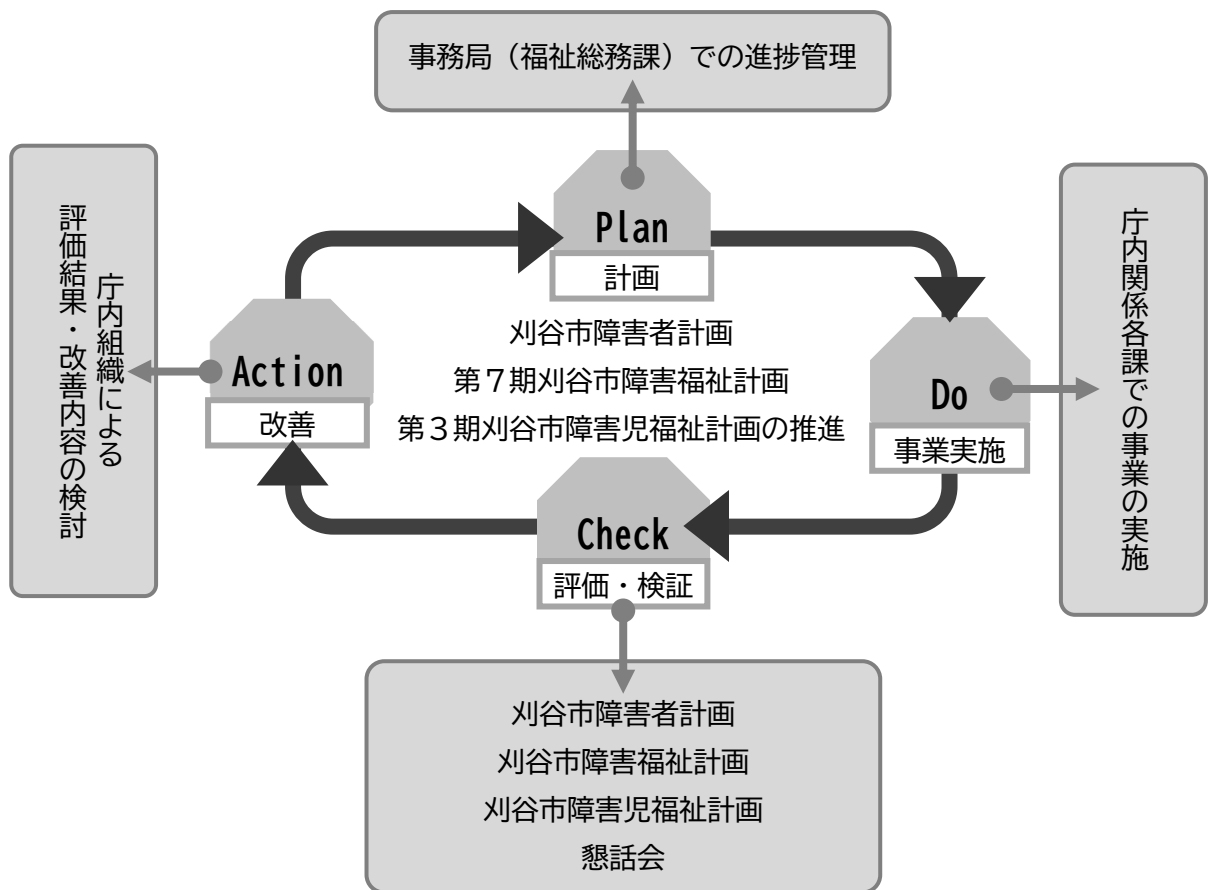 事務局（福祉総務課）での進捗管理
Plan
計画
刈谷市障害者計画
第７期刈谷市障害福祉計画
第３期刈谷市障害児福祉計画の推進
Do
事業実施
庁内関係各課での事業の実施
Check
評価・検証
刈谷市障害者計画
刈谷市障害福祉計画
刈谷市障害児福祉計画
懇話会
Action
改善
庁内組織による
評価結果・改善内容の検討